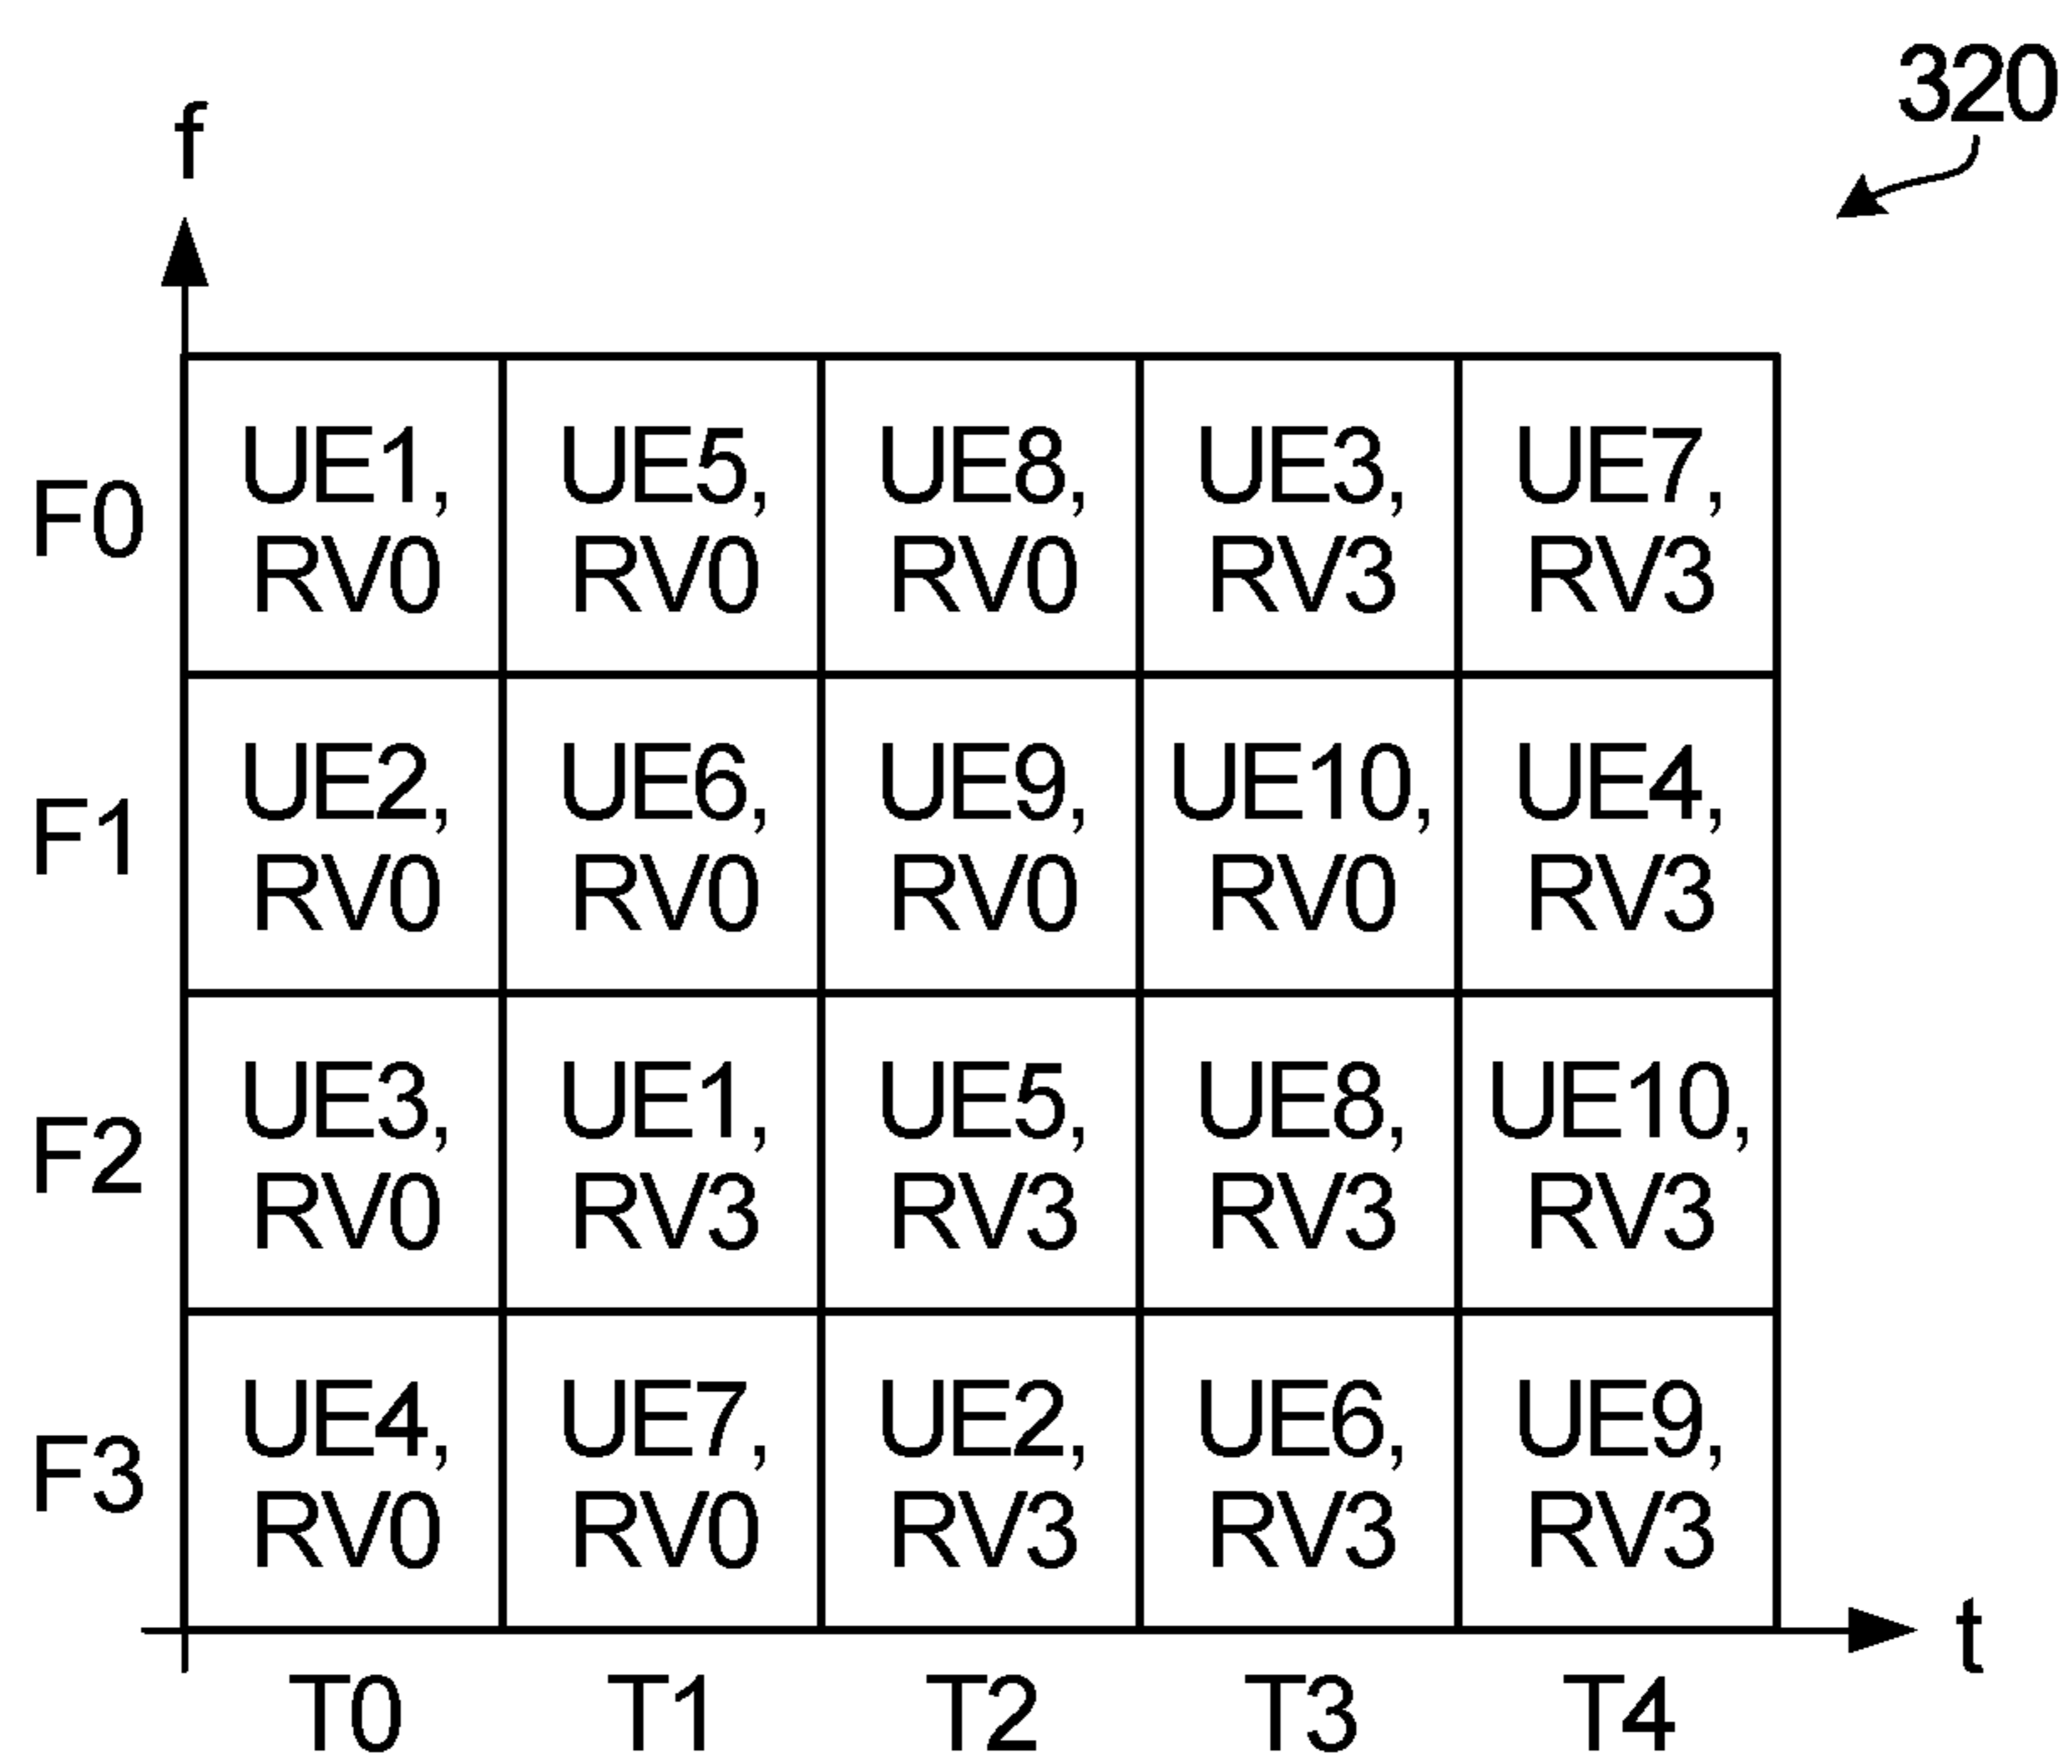 320
f
F0
UE1,
RV0
UE5,
RV0
UE8,
RV0
UE3,
RV3
UE7,
RV3
F1
UE2,
RV0
UE6,
RV0
UE9,
RV0
UE10,
RV0
UE4,
RV3
F2
UE3,
RV0
UE1,
RV3
UE5,
RV3
UE8,
RV3
UE10,
RV3
F3
UE4,
RV0
UE7,
RV0
UE2,
RV3
UE6,
RV3
UE9,
RV3
t
T0
T1
T2
T3
T4